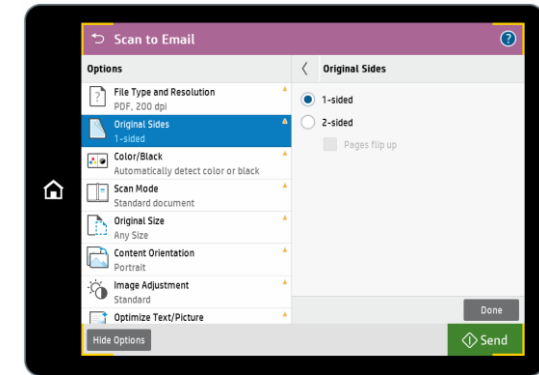 Scan to Email
?
Options
Original Sides
File Type and Resolution
PDF, 200 dpi
Original Sides
1-sided
Color/Black
Automatically detect color or black
Scan Mode
Standard document
Original Size
Any Size
Content Orientation
Portrait
Image Adjustment
Standard
Optimize Text/Picture
1-sided
2-sided
Pages flip up
Done
Hide Options
Send